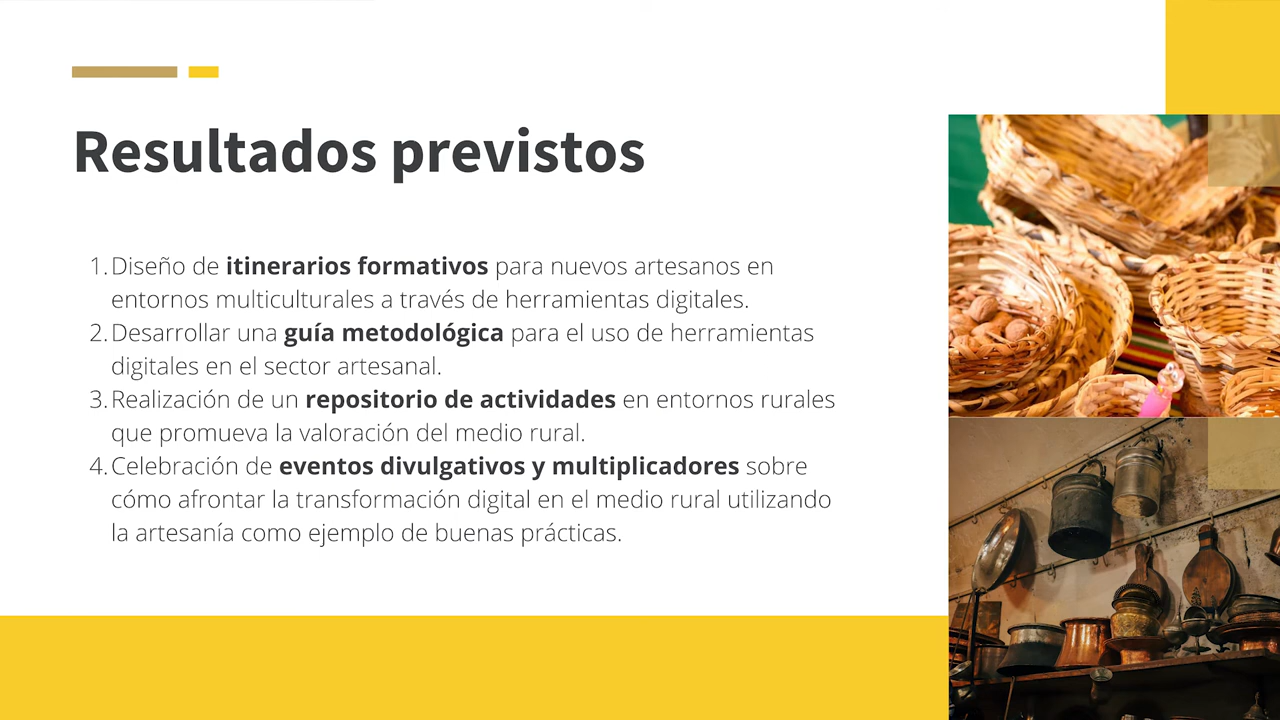 Resultados previstos
1. Diseño de itinerarios formativos para nuevos artesanos en
entornos multiculturales a través de herramientas digitales.
2. Desarrollar una guía metodológica para el uso de herramientas
digitales en el sector artesanal.
3. Realización de un repositorio de actividades en entornos rurales
que promueva la valoración del medio rural.
4. Celebración de eventos divulgativos y multiplicadores sobre
cómo afrontar la transformación digital en el medio rural utilizando
la artesanía como ejemplo de buenas prácticas.